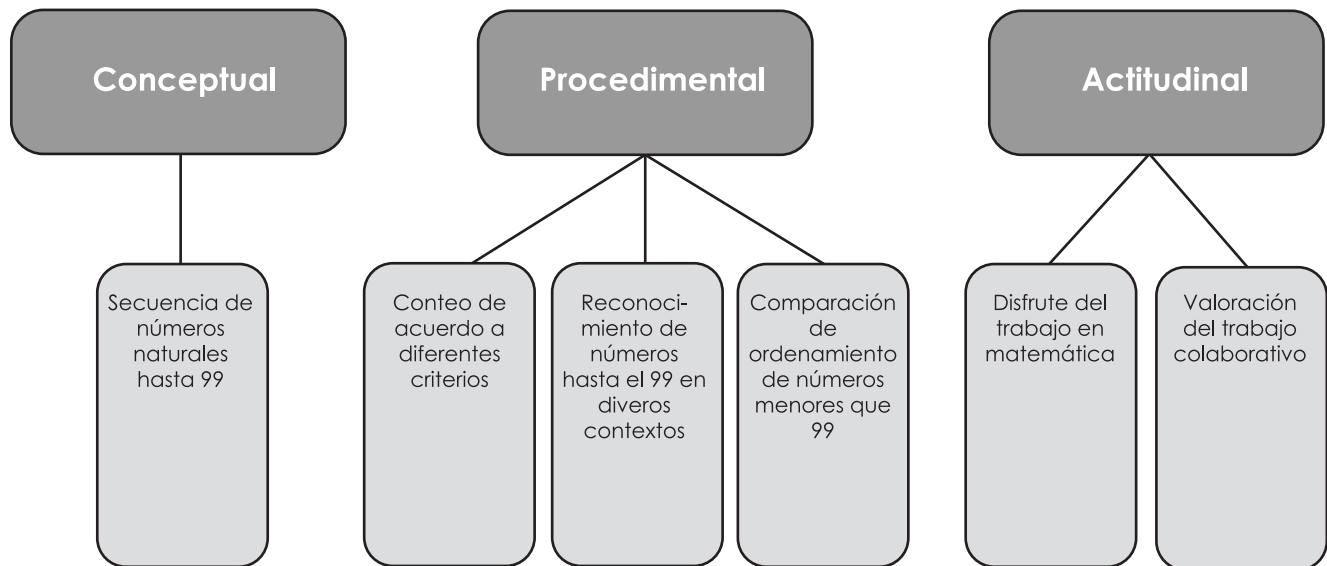 Conceptual
Procedimental
Actitudinal
Secuencia de
números
naturales
hasta 99
Conteo de
acuerdo a
diferentes
criterios
Reconoci-
miento de
números
hasta el 99 en
diveros
contextos
Comparación
de
ordenamiento
de números
menores que
99
Disfrute del
trabajo en
matemática
Valoración
del trabajo
colaborativo